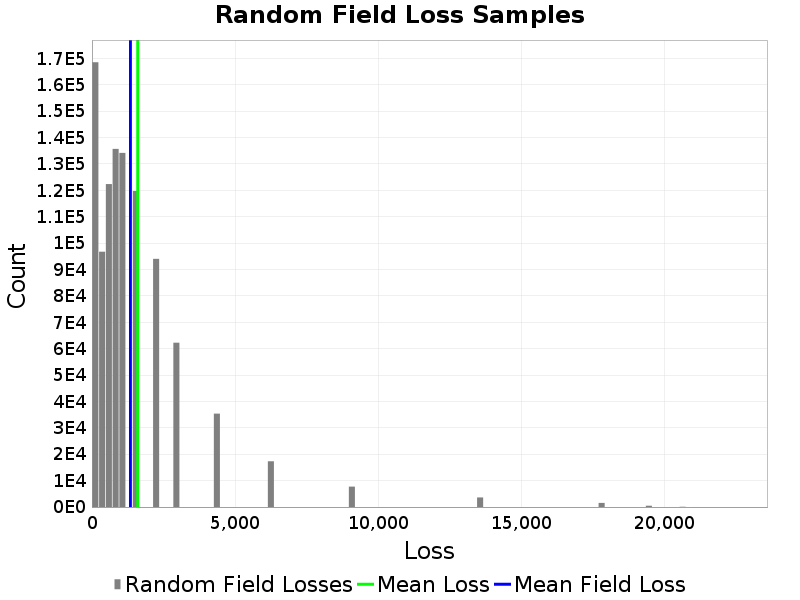 Random Field Loss Samples
1.7E5
1.6E5
1.5E5
1.4E5
1.3E5
1.2E5
1.1E5
1E5
9E4
8E4
7E4
6E4
5E4
4E4
3E4
2E4
1E4
0E0
Count
0 5,000 10,000 15,000 20,000
Loss
Random Field Losses Mean Loss Mean Field Loss